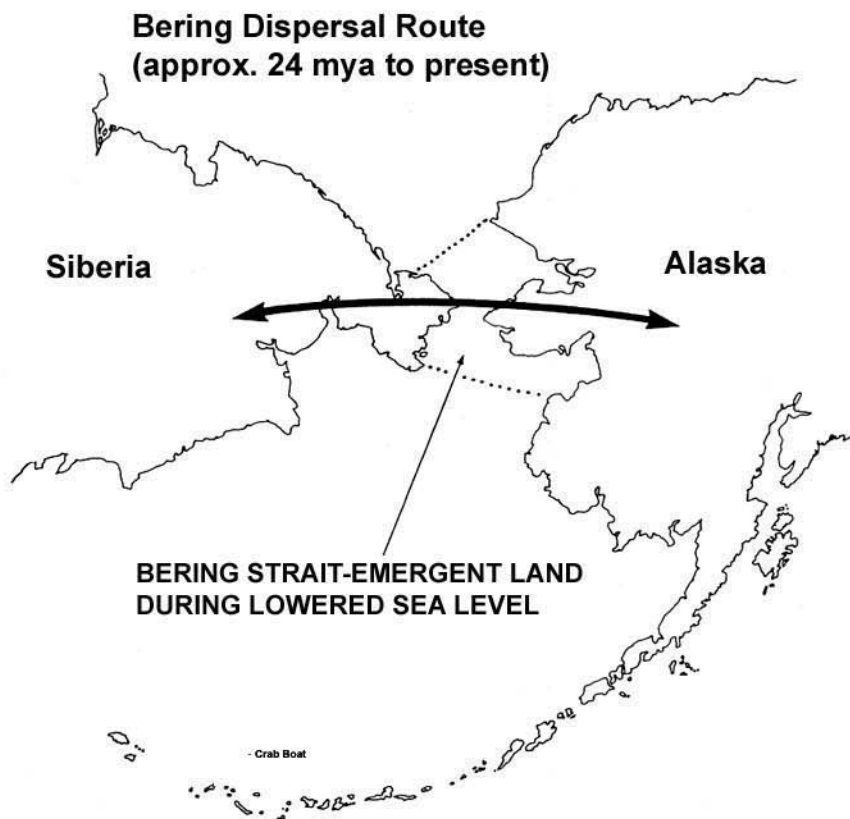 Bering Dispersal Route
(approx. 24 mya to present)
Siberia
Alaska
BERING STRAIT-EMERGENT LAND
DURING LOWERED SEA LEVEL
- Crab Boat